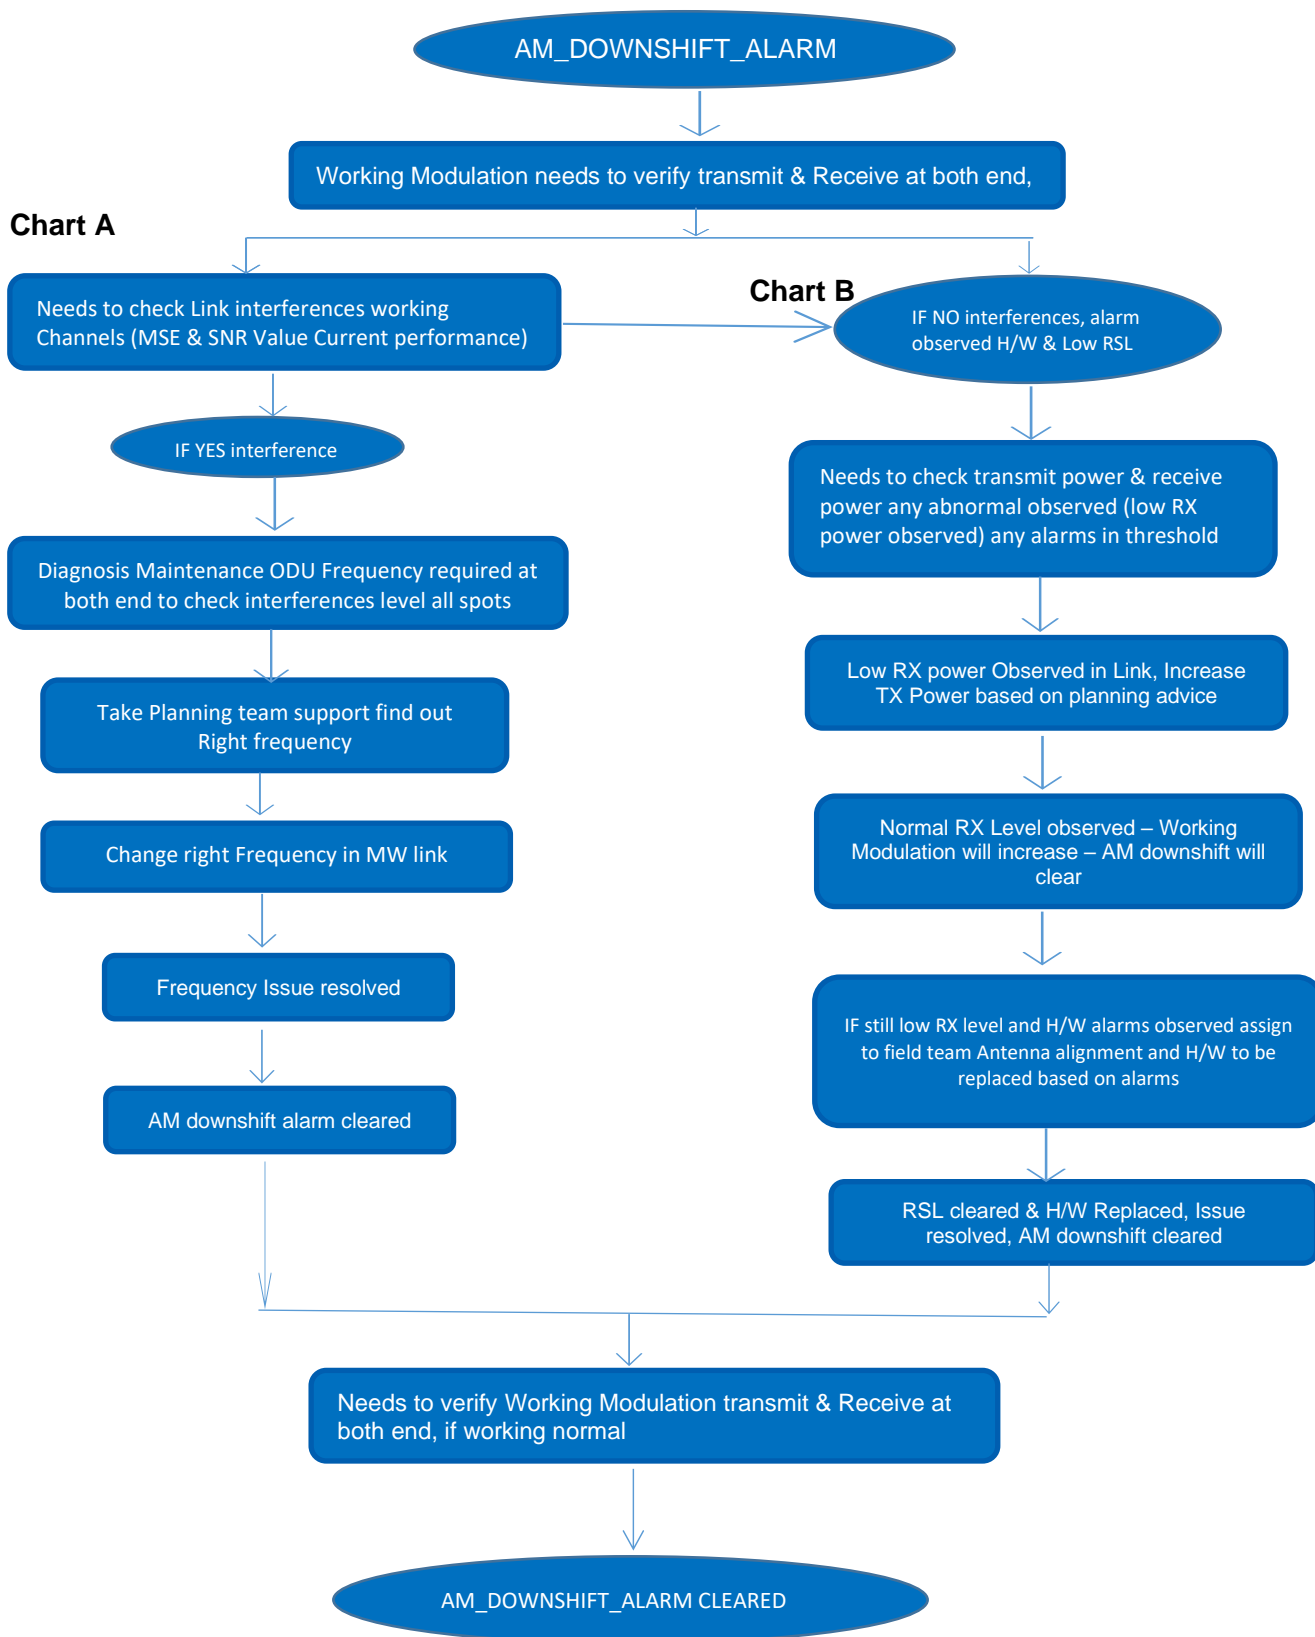 AM_DOWNSHIFT_ALARM
Working Modulation needs to verify transmit & Receive at both end,
Chart A
Needs to check Link interferences working
Channels (MSE & SNR Value Current performance)
IF YES interference
Diagnosis Maintenance ODU Frequency required at
both end to check interferences level all spots
Take Planning team support find out
Right frequency
Change right Frequency in MW link
Frequency Issue resolved
AM downshift alarm cleared
Chart B
IF NO interferences, alarm
observed H/W & Low RSL
Needs to check transmit power & receive
power any abnormal observed (low RX
power observed) any alarms in threshold
Low RX power Observed in Link, Increase
TX Power based on planning advice
Normal RX Level observed – Working
Modulation will increase – AM downshift will
clear
IF still low RX level and H/W alarms observed assign
to field team Antenna alignment and H/W to be
replaced based on alarms
RSL cleared & H/W Replaced, Issue
resolved, AM downshift cleared
Needs to verify Working Modulation transmit & Receive at
both end, if working normal
AM_DOWNSHIFT_ALARM CLEARED